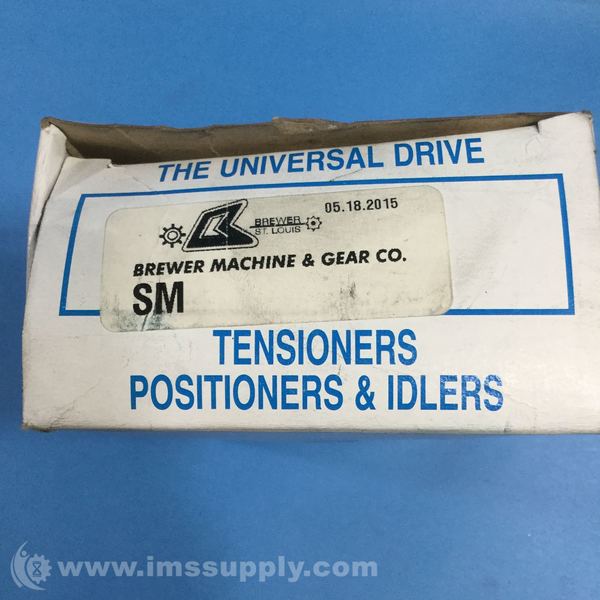 THE UNIVERSAL DRIVE
05.18.2015
BREWER
ST. LOUIS
BREWER MACHINE & GEAR CO.
SM
TENSIONERS
POSITIONERS & IDLERS
www.imssupply.com